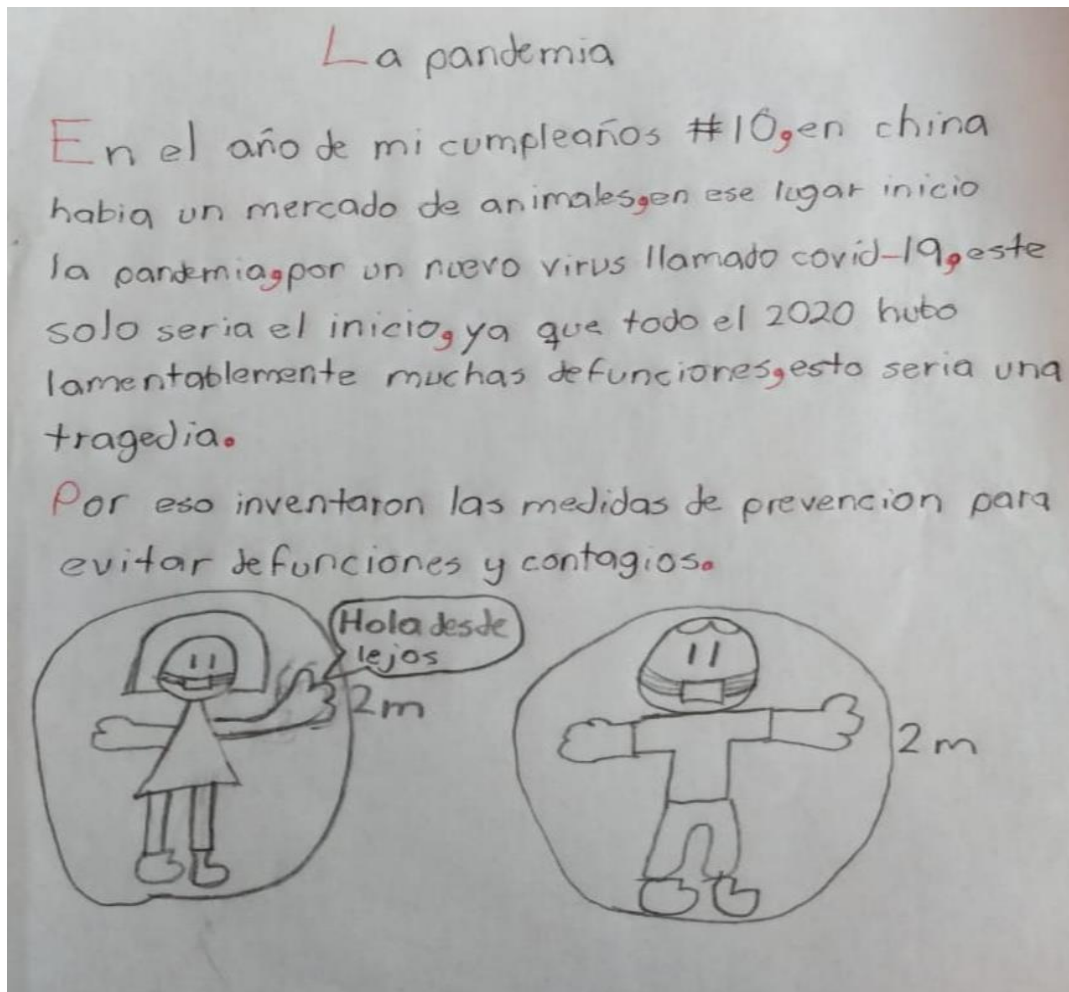 La pandemia
En el año de mi cumpleaños #10, en china
habia un mercado de animales, en ese lugar inicio
la pandemia, por un nuevo virus llamado covid-19, este
solo seria el inicio, ya que todo el 2020 hubo
lamentablemente muchas defunciones, esto seria una
tragedia.
Por eso inventaron las medidas de prevencion para
evitar defunciones y contagios.
Hola desde
lejos
2m
2m